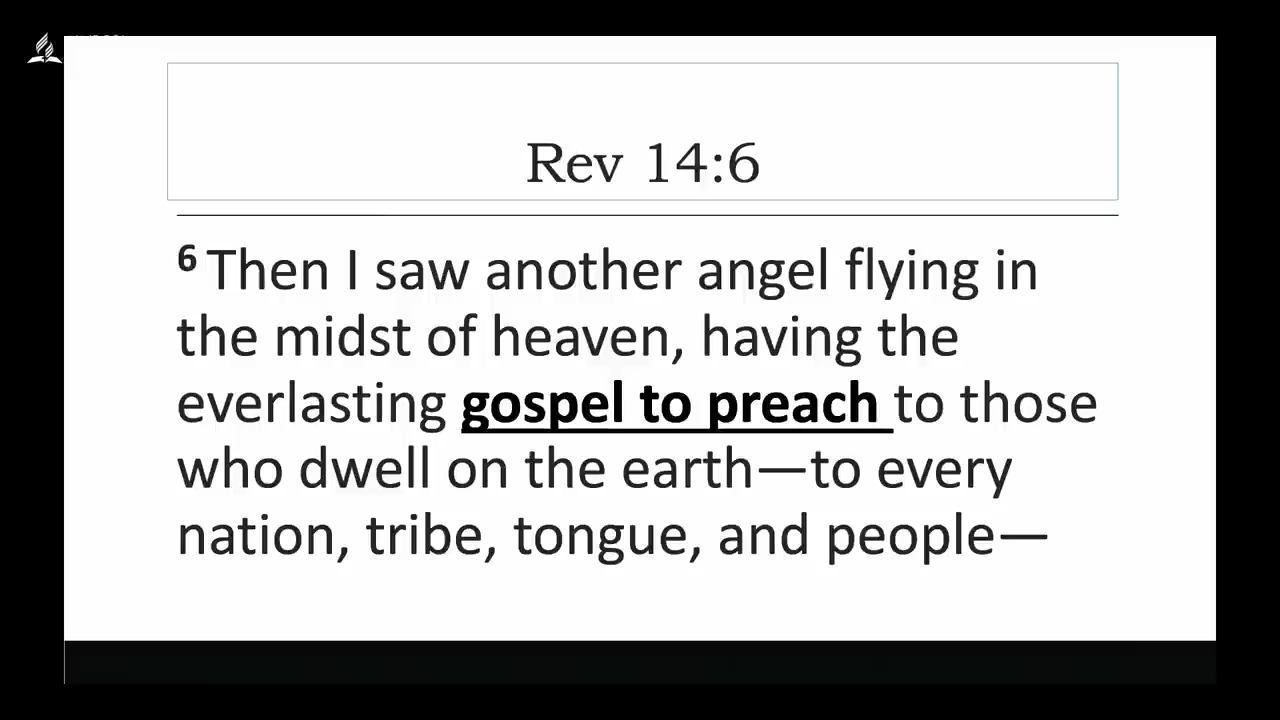 Rev 14:6
6 Then I saw another angel flying in
the midst of heaven, having the
everlasting gospel to preach to those
who dwell on the earth—to every
nation, tribe, tongue, and people—